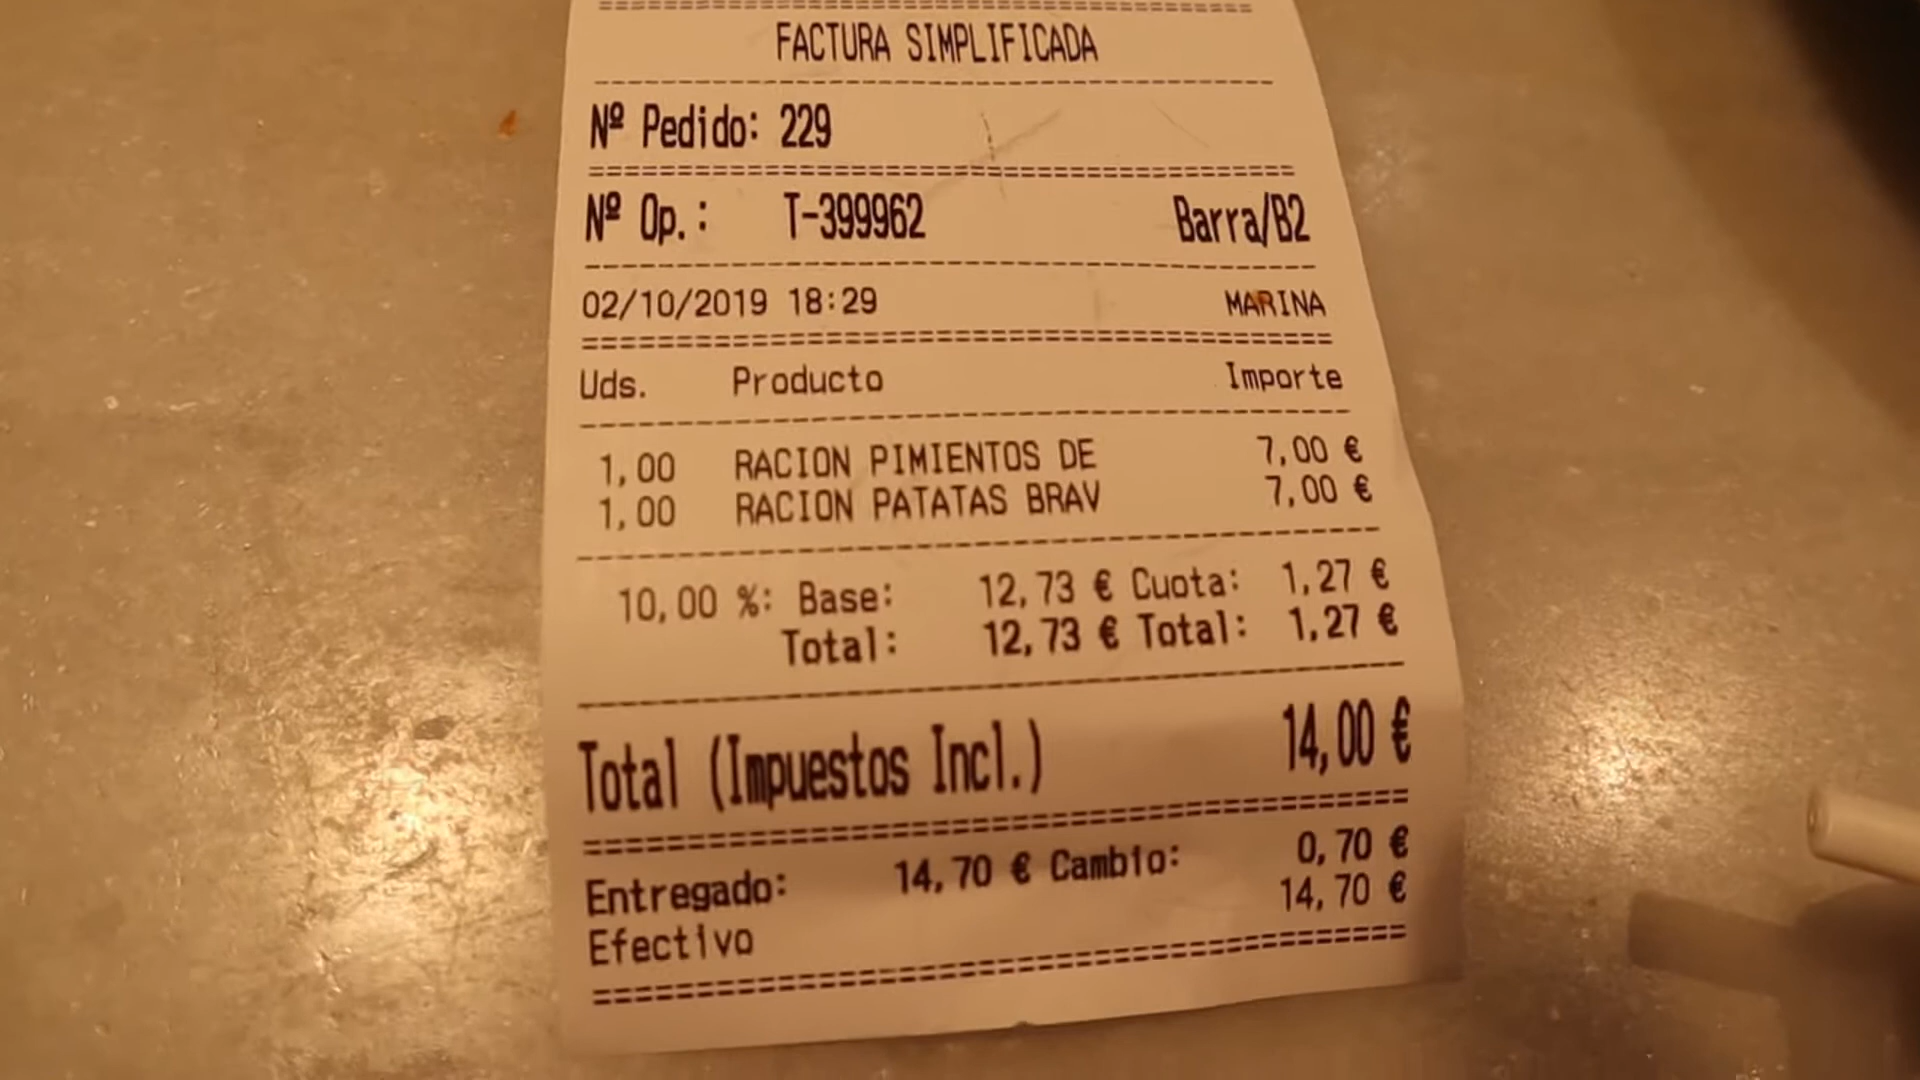 FACTURA SIMPLIFICADA
Nº Pedido: 229
Nº Op.: T-399962 Barra/B2
02/10/2019 18:29 MARINA
Uds. Producto Importe
1,00 RACION PIMIENTOS DE 7,00 €
1,00 RACION PATATAS BRAV 7,00 €
10,00 %: Base: 12,73 € Cuota: 1,27 €
Total: 12,73 € Total: 1,27 €
Total (Impuestos Incl.) 14,00 €
Entregado: 14,70 € Cambio: 0,70 €
Efectivo 14,70 €